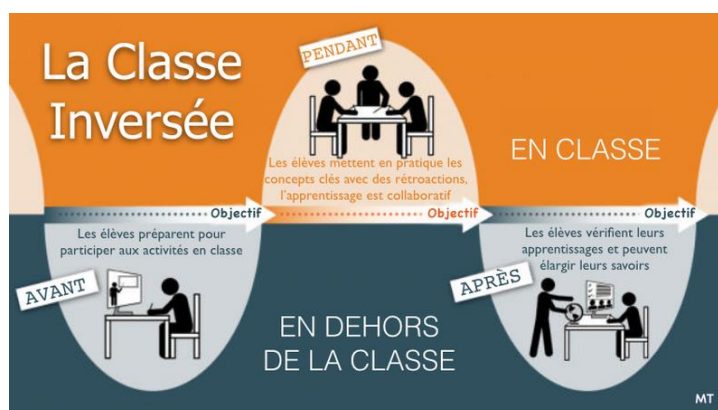 La Classe
Inversée
PENDANT
Les élèves mettent en pratique les
concepts clés avec des rétroactions,
l'apprentissage est collaboratif
EN CLASSE
Objectif
Objectif
Objectif
Les élèves préparent pour
participer aux activités en classe
AVANT
EN DEHORS
DE LA CLASSE
Les élèves vérifient leurs
apprentissages et peuvent
élargir leurs savoirs
APRÈS
MT